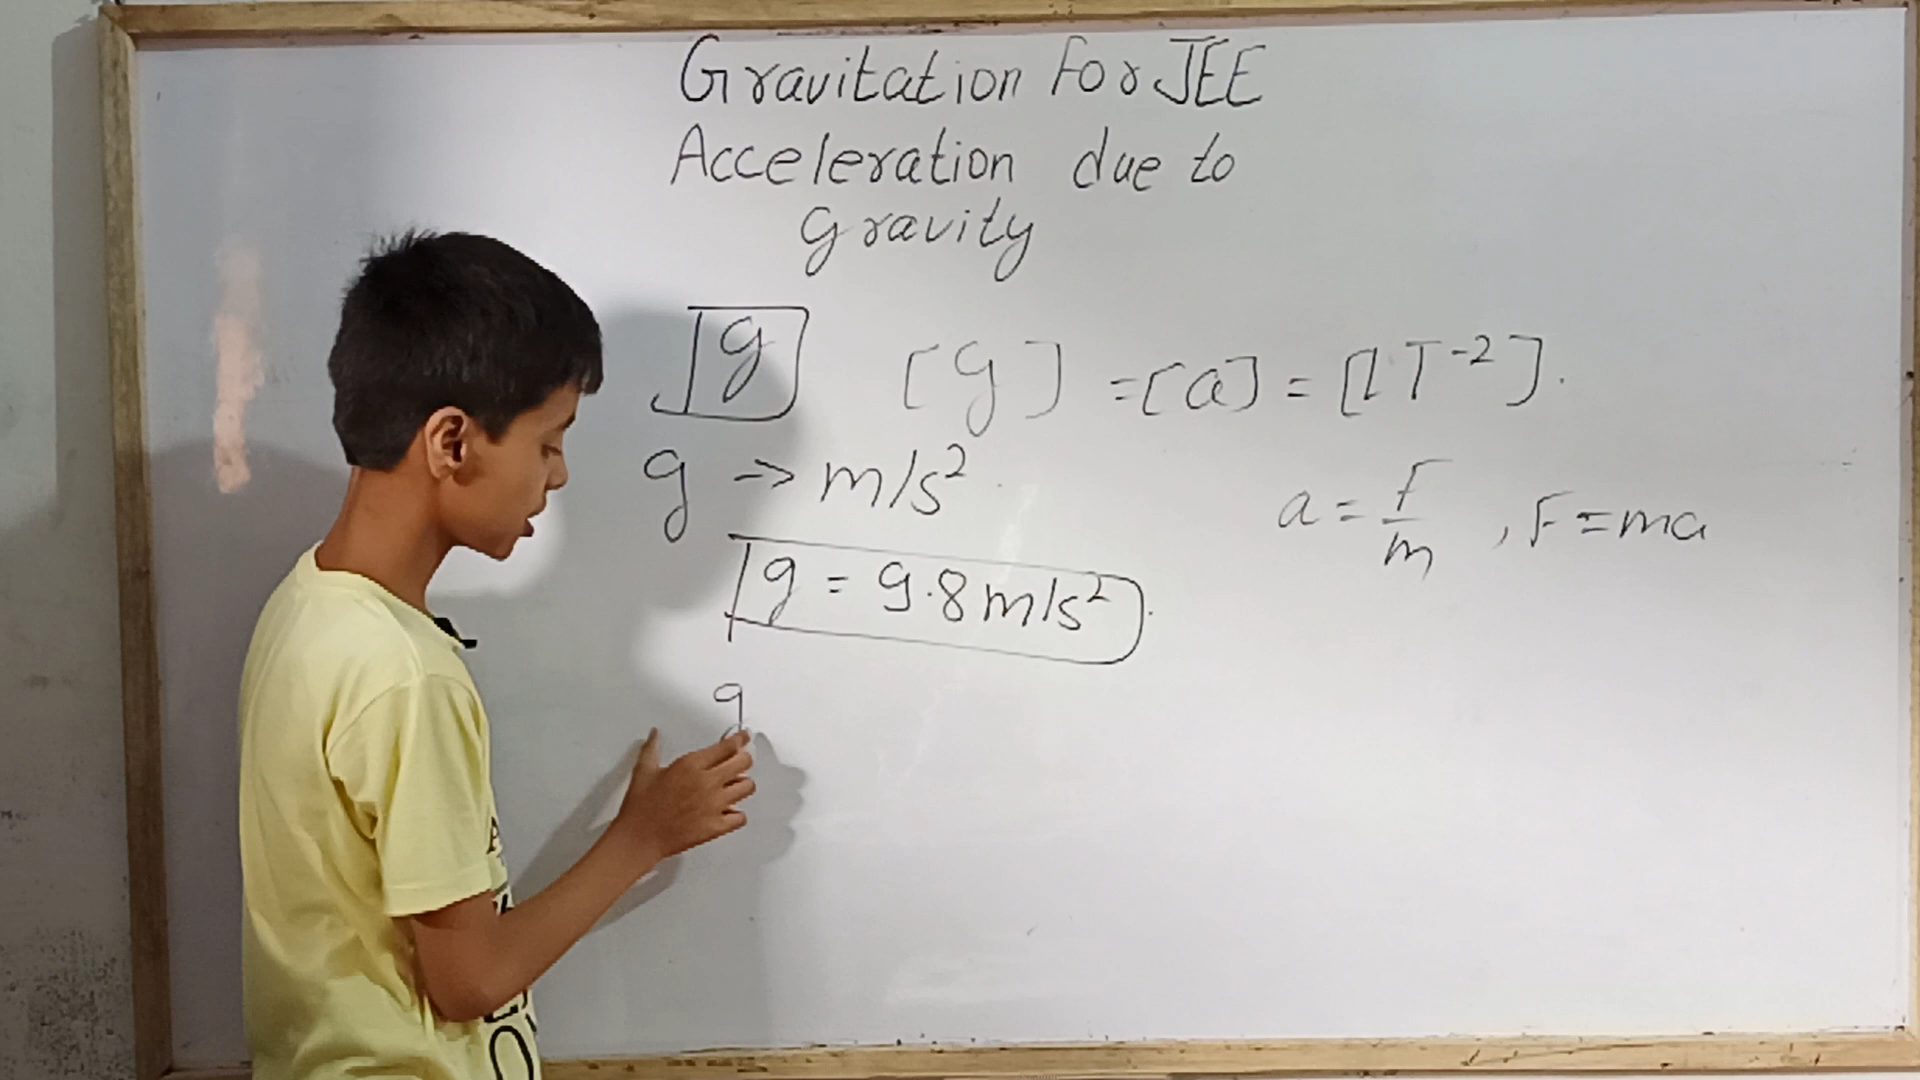 Gravitation For JEE
Acceleration due to
gravity
g [g] = [a] = [LT⁻²].
g → m/s²
a = F/m , F = ma
g = 9.8 m/s².
g